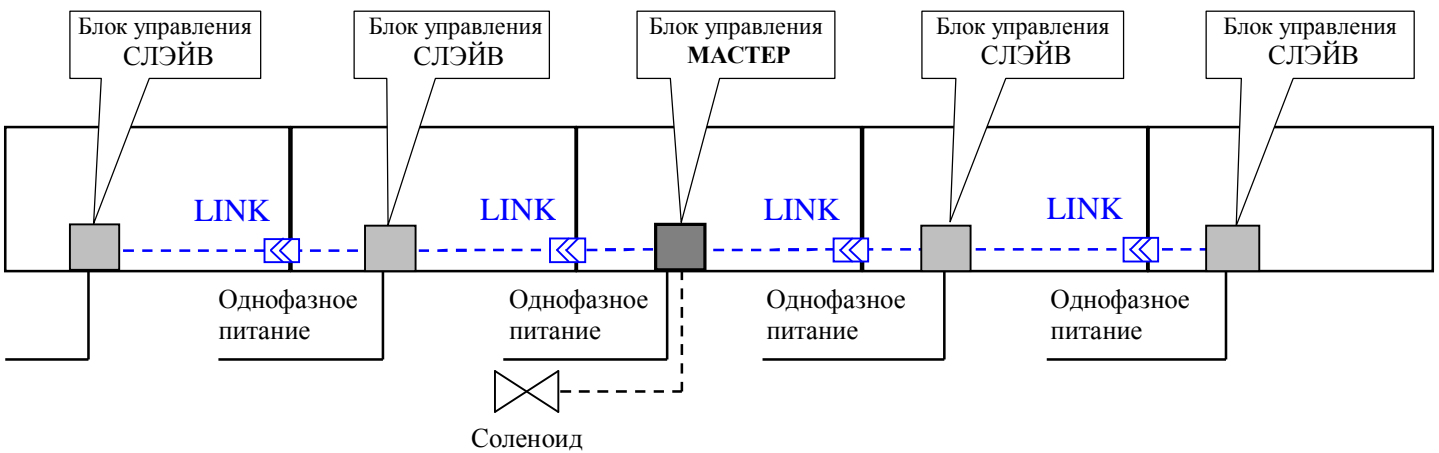 Блок управления
СЛЭЙВ
Блок управления
СЛЭЙВ
Блок управления
МАСТЕР
Блок управления
СЛЭЙВ
Блок управления
СЛЭЙВ
LINK
LINK
LINK
LINK
Однофазное
питание
Однофазное
питание
Однофазное
питание
Однофазное
питание
Соленоид